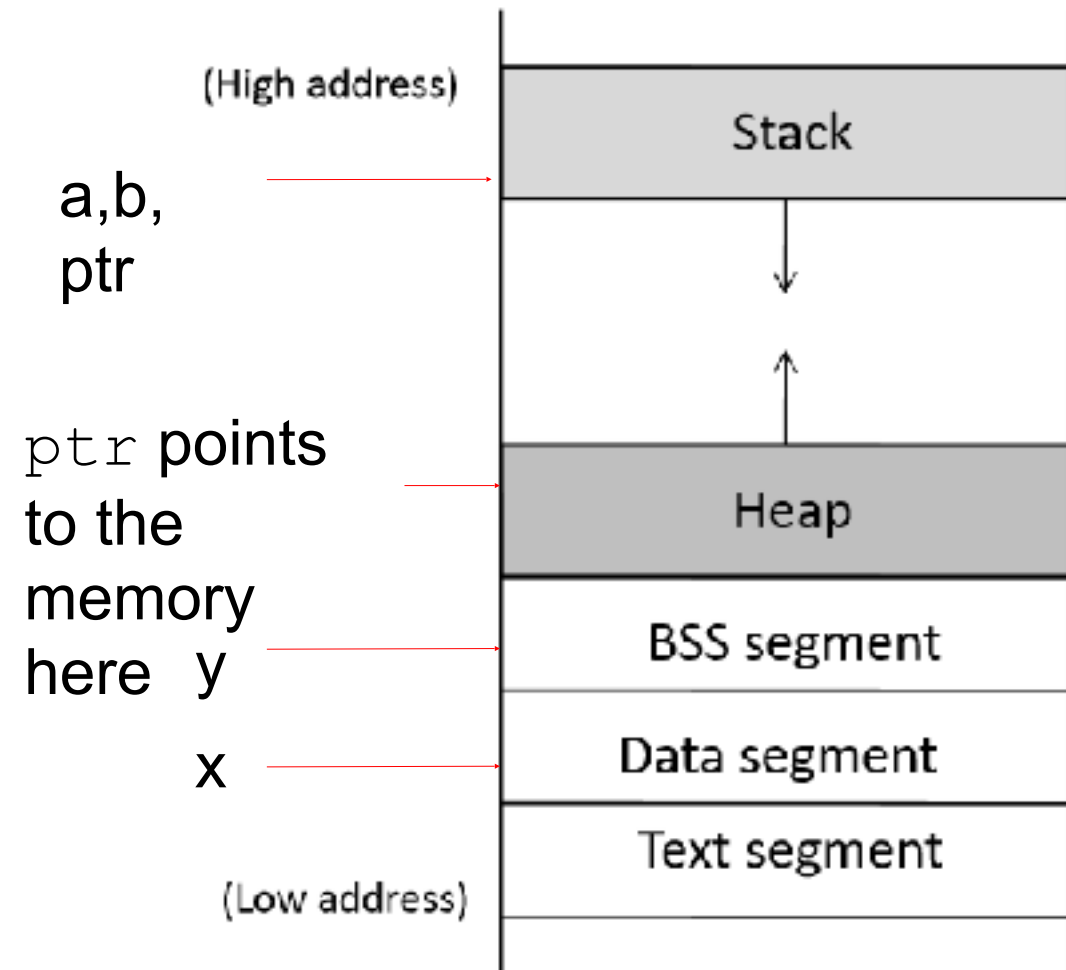 (High address)
Stack
a,b,
ptr
ptr points
to the
memory
here
Heap
y
BSS segment
x
Data segment
Text segment
(Low address)